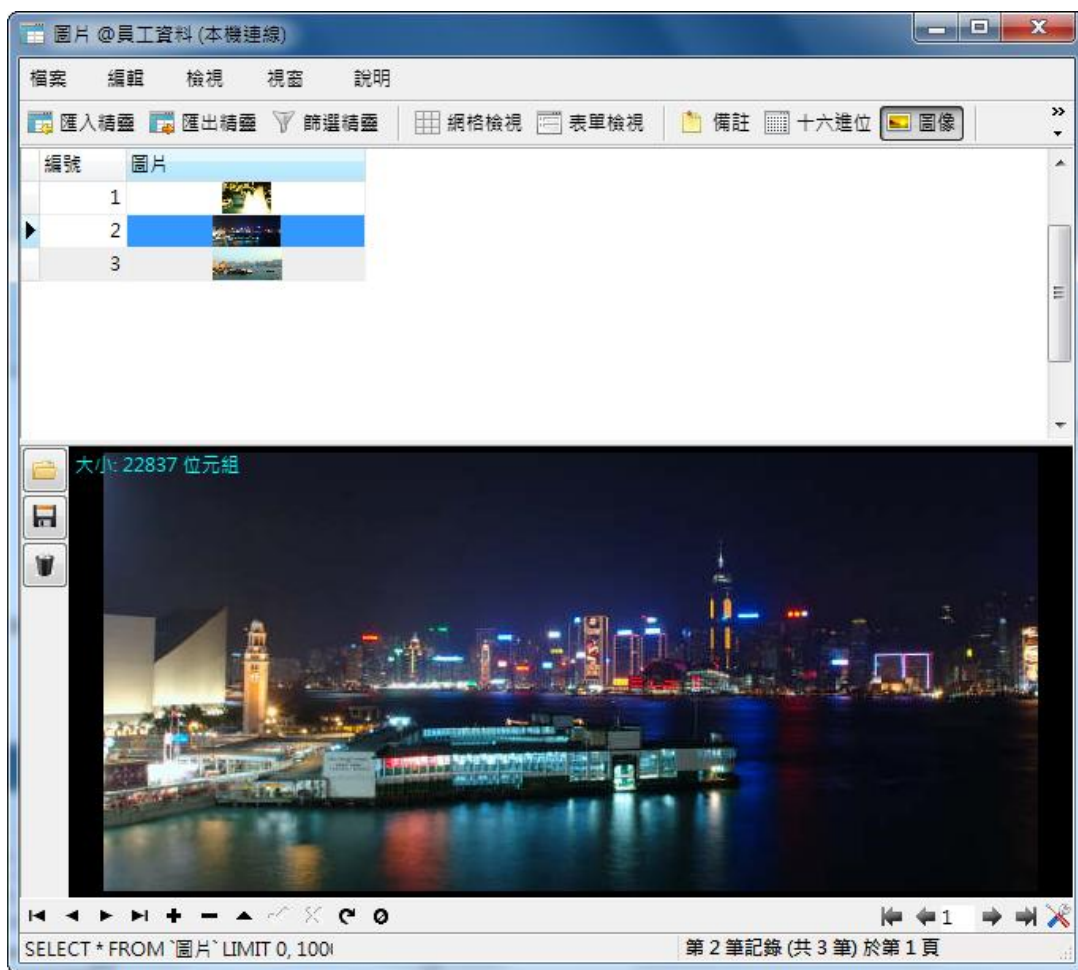 圖片 @員工資料 (本機連線)
檔案 編輯 檢視 視窗 說明
匯入精靈 匯出精靈 篩選精靈 網格檢視 表單檢視 備註 十六進位 圖像
編號 圖片
1
2
3
大小: 22837 位元組
1
SELECT * FROM `圖片` LIMIT 0, 100
第 2 筆記錄 (共 3 筆) 於第 1 頁